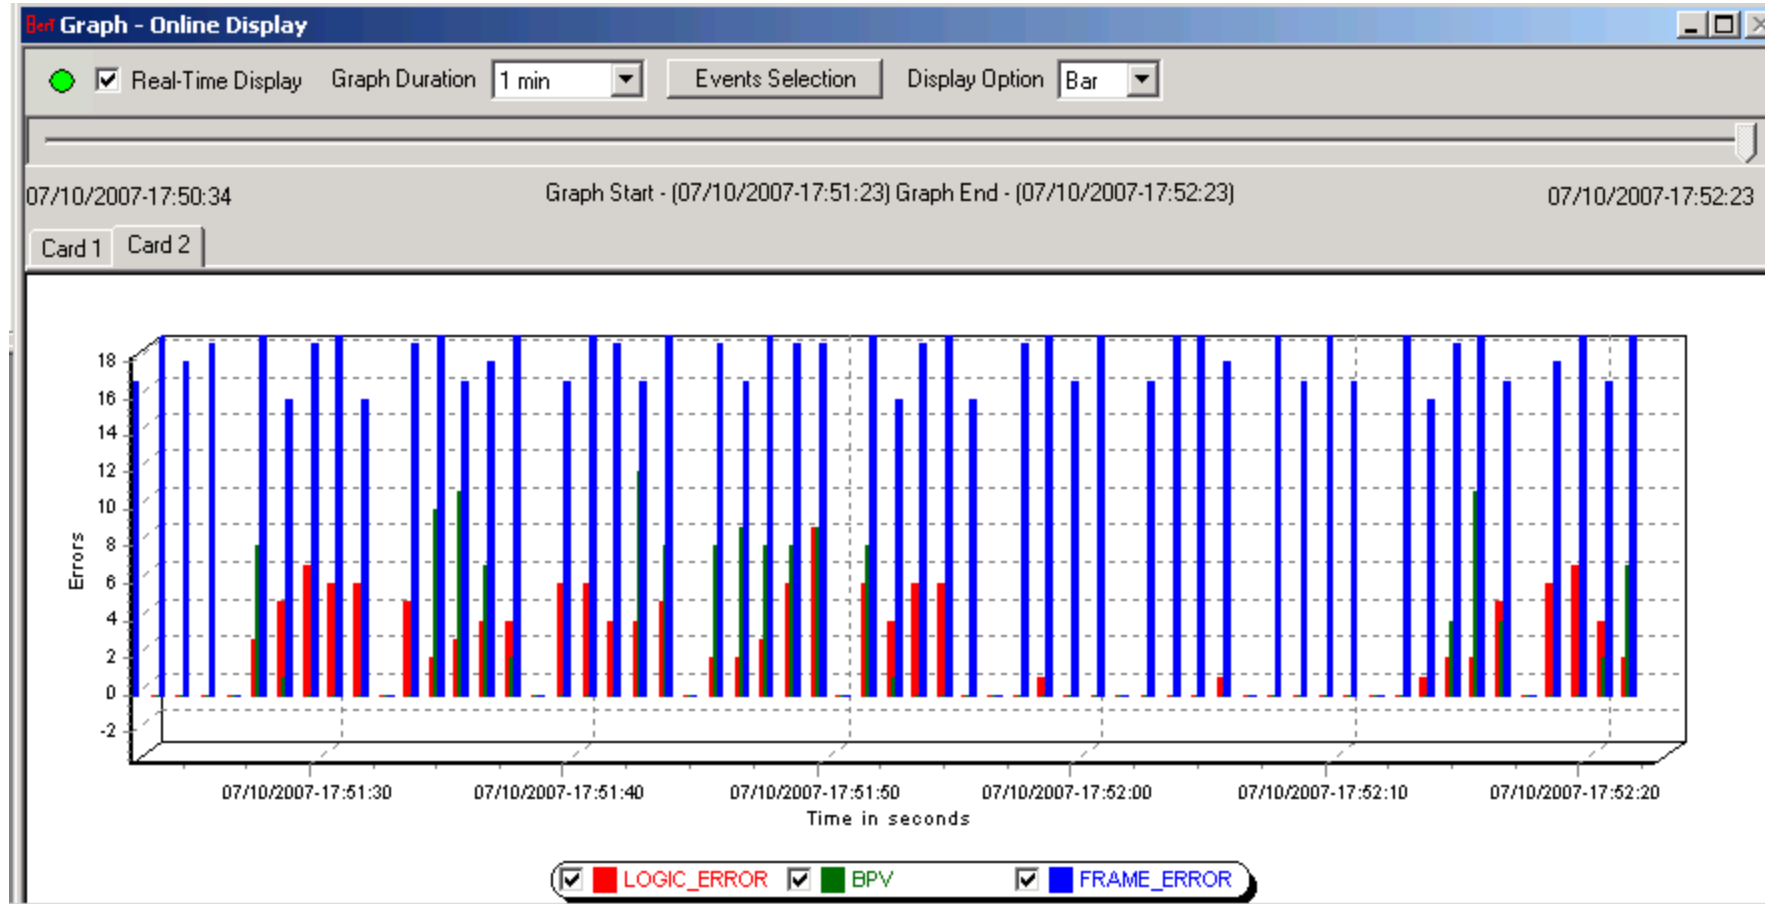 BerT Graph - Online Display
Real-Time Display Graph Duration 1 min Events Selection Display Option Bar
07/10/2007-17:50:34 Graph Start - (07/10/2007-17:51:23) Graph End - (07/10/2007-17:52:23) 07/10/2007-17:52:23
Card 1 Card 2
18
16
14
12
10
8
6
4
2
0
-2
Errors
07/10/2007-17:51:30 07/10/2007-17:51:40 07/10/2007-17:51:50 07/10/2007-17:52:00 07/10/2007-17:52:10 07/10/2007-17:52:20
Time in seconds
LOGIC_ERROR BPV FRAME_ERROR